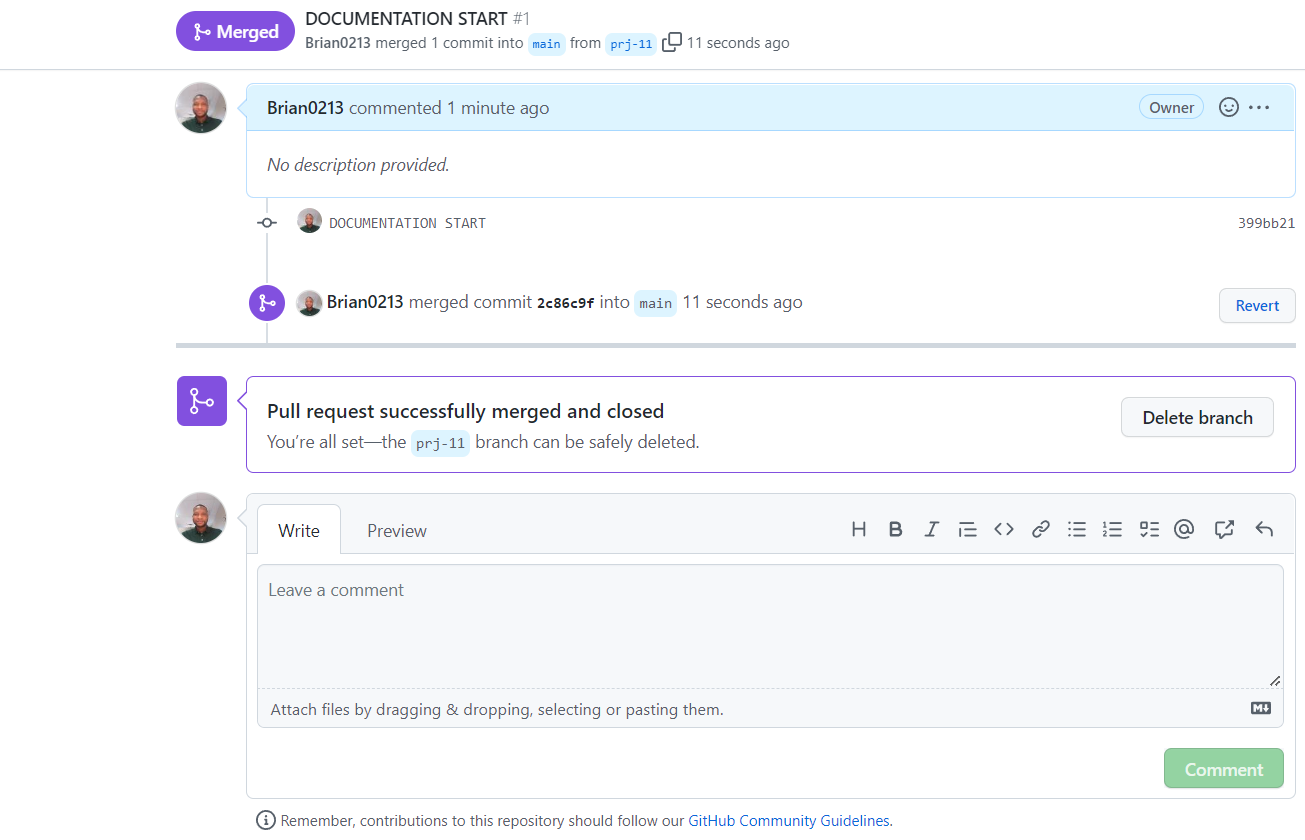 Merged
DOCUMENTATION START #1
Brian0213 merged 1 commit into main from prj-11 11 seconds ago
Brian0213 commented 1 minute ago
Owner
No description provided.
DOCUMENTATION START
399bb21
Brian0213 merged commit 2c86c9f into main 11 seconds ago
Revert
Pull request successfully merged and closed
You’re all set—the prj-11 branch can be safely deleted.
Delete branch
Write
Preview
Leave a comment
Attach files by dragging & dropping, selecting or pasting them.
Comment
Remember, contributions to this repository should follow our GitHub Community Guidelines.